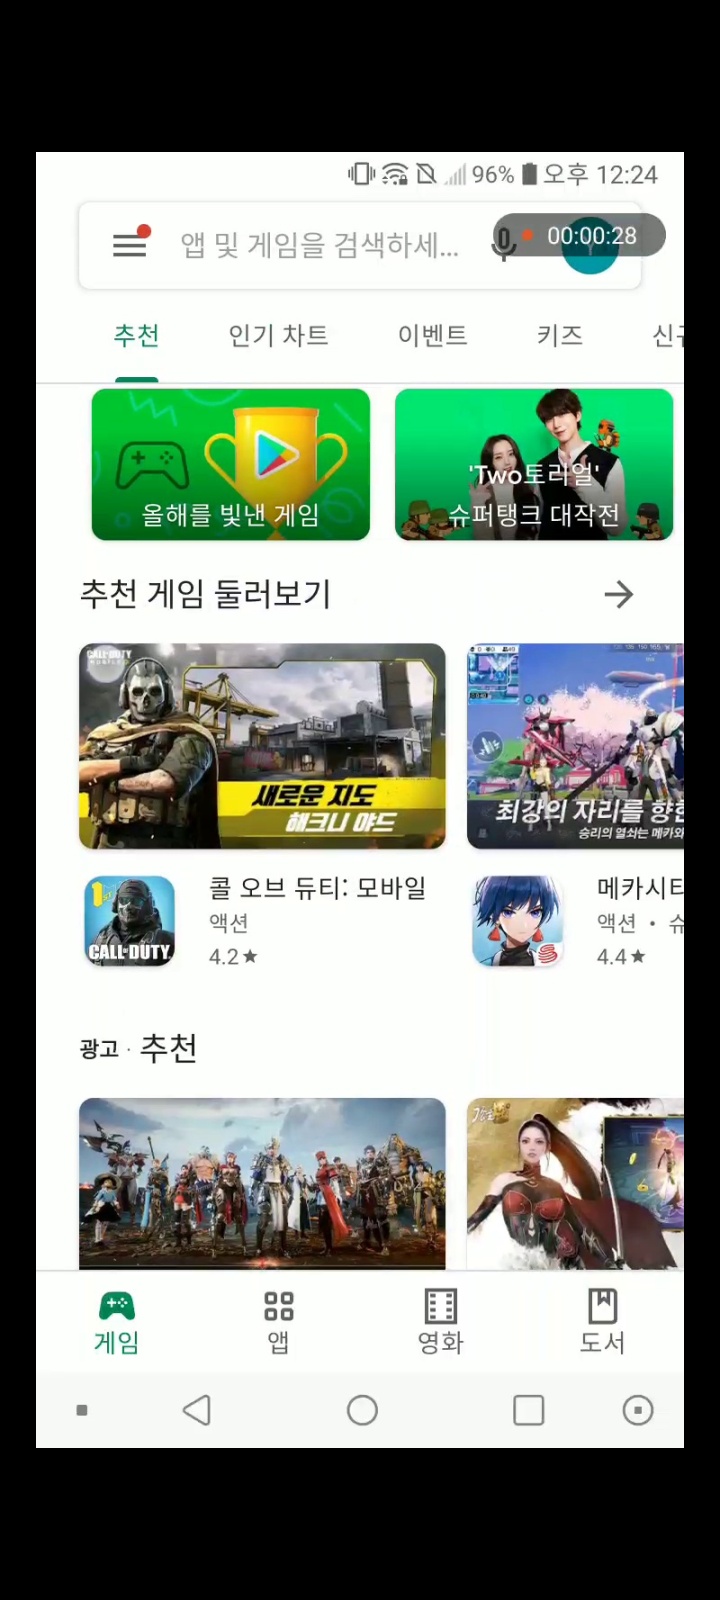 96% 오후 12:24
앱 및 게임을 검색하세...
00:00:28
추천 인기 차트 이벤트 키즈 신규
올해를 빛낸 게임
'Two토리얼'
슈퍼탱크 대작전
추천 게임 둘러보기
CALL OF DUTY
MOBILE
새로운 지도
해크니 야드
최강의 자리를 향한
승리의 열쇠는 메카와
1st
CALL OF DUTY
콜 오브 듀티: 모바일
액션
4.2★
메카시티
액션 • 슈
4.4★
광고 · 추천
게임 앱 영화 도서